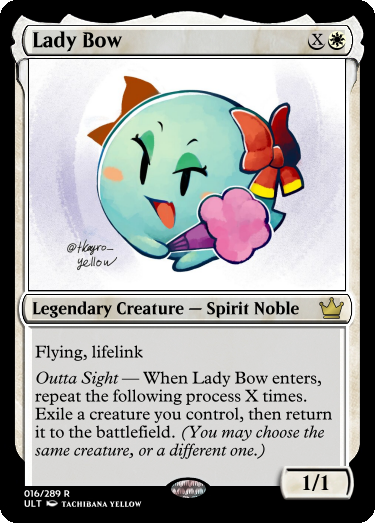 Lady Bow X
@Hkayro_
yellow
Legendary Creature — Spirit Noble
Flying, lifelink
Outta Sight — When Lady Bow enters,
repeat the following process X times.
Exile a creature you control, then return
it to the battlefield. (You may choose the
same creature, or a different one.)
1/1
016/289 R
ULT TACHIBANA YELLOW